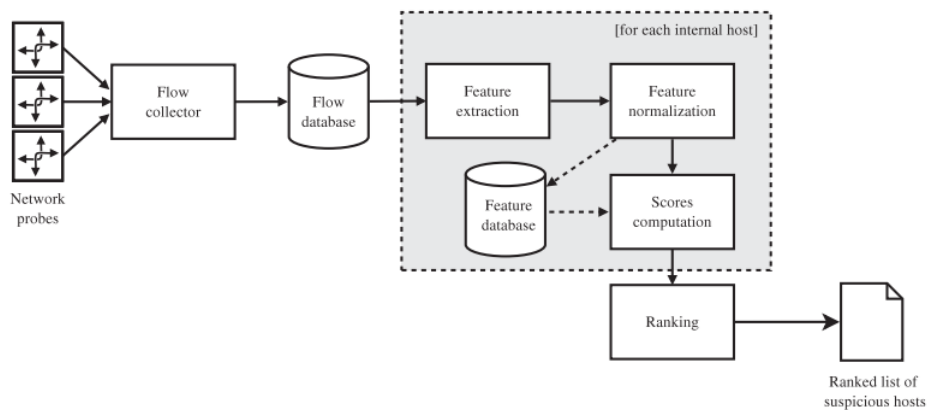 [for each internal host]
Flow
collector
Flow
database
Feature
extraction
Feature
normalization
Network
probes
Feature
database
Scores
computation
Ranking
Ranked list of
suspicious hosts